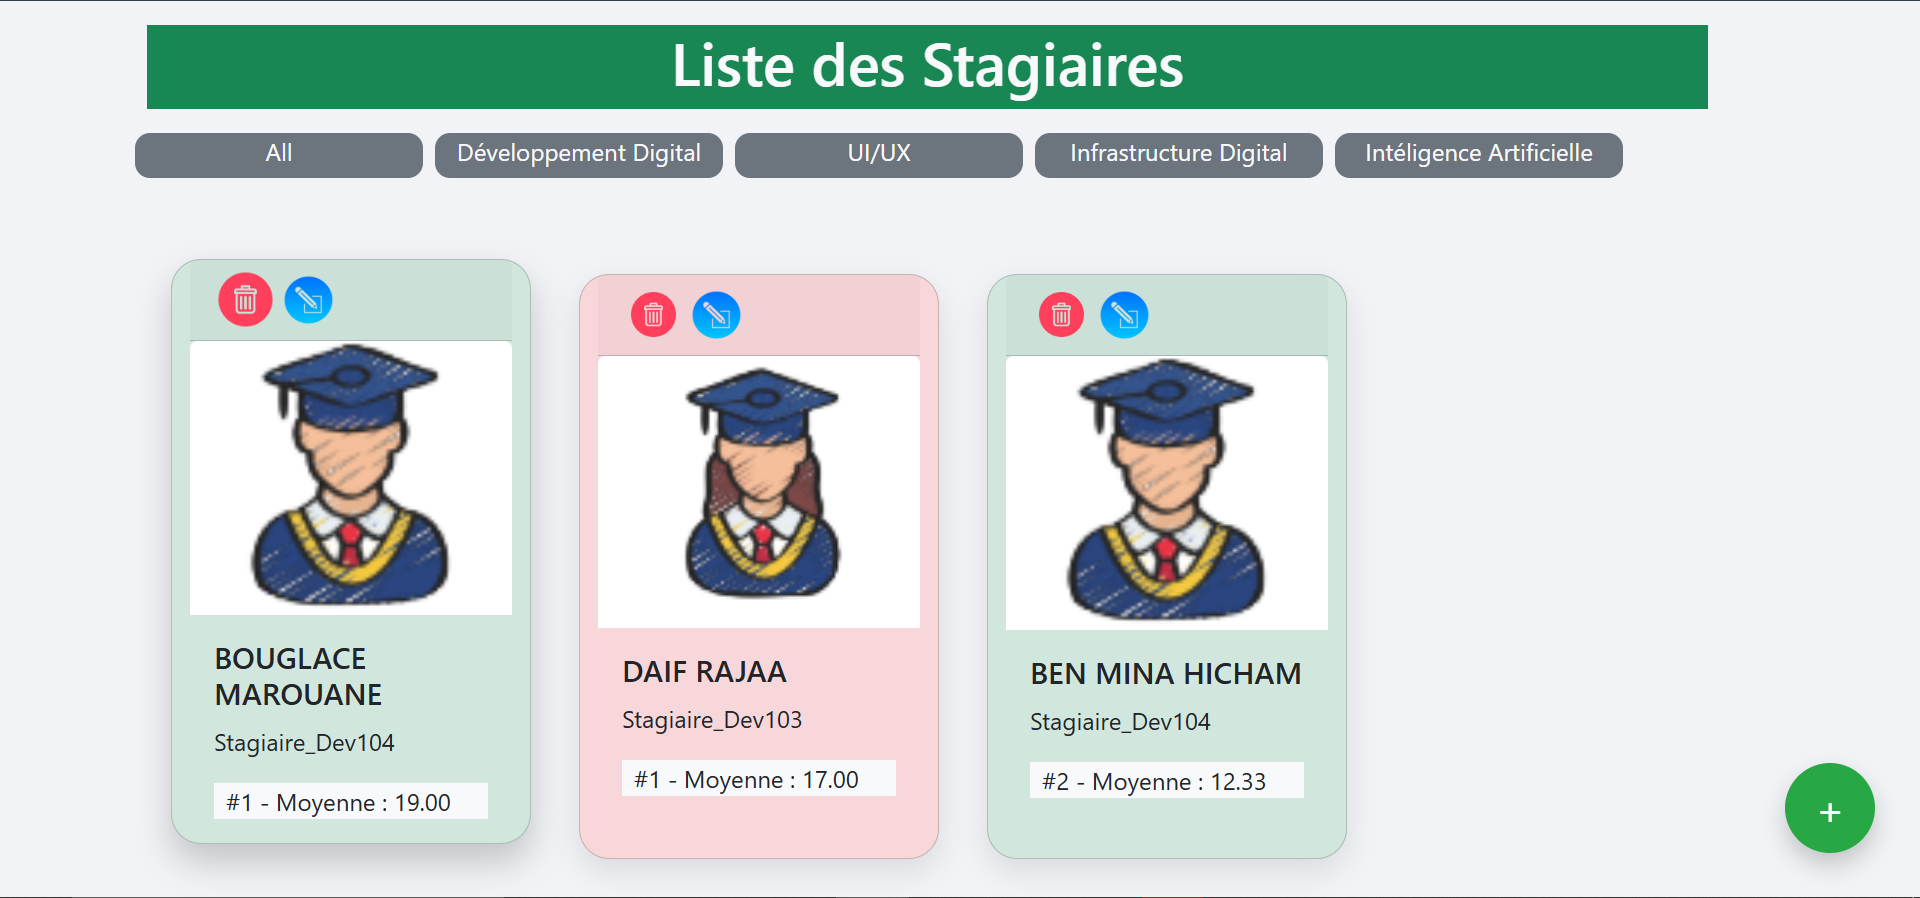 Liste des Stagiaires
All
Développement Digital
UI/UX
Infrastructure Digital
Intéligence Artificielle
BOUGLACE
MAROUANE
Stagiaire_Dev104
#1 - Moyenne : 19.00
DAIF RAJAA
Stagiaire_Dev103
#1 - Moyenne : 17.00
BEN MINA HICHAM
Stagiaire_Dev104
#2 - Moyenne : 12.33
+